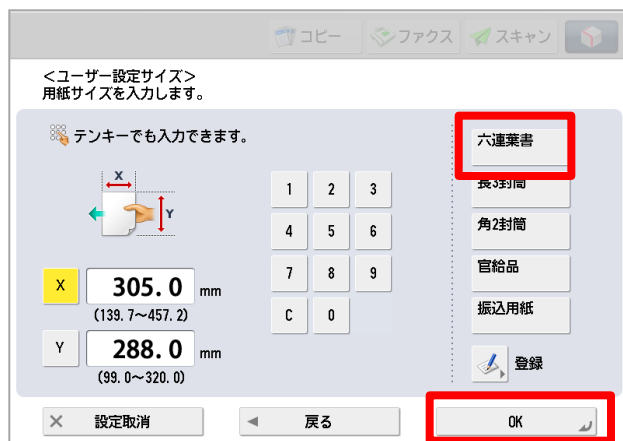 コピー
ファクス
スキャン
<ユーザー設定サイズ>
用紙サイズを入力します。
テンキーでも入力できます。
X
Y
X
305.0 mm
(139.7～457.2)
Y
288.0 mm
(99.0～320.0)
1 2 3
4 5 6
7 8 9
C 0
六連葉書
長3封筒
角2封筒
官給品
振込用紙
登録
設定取消
戻る
OK